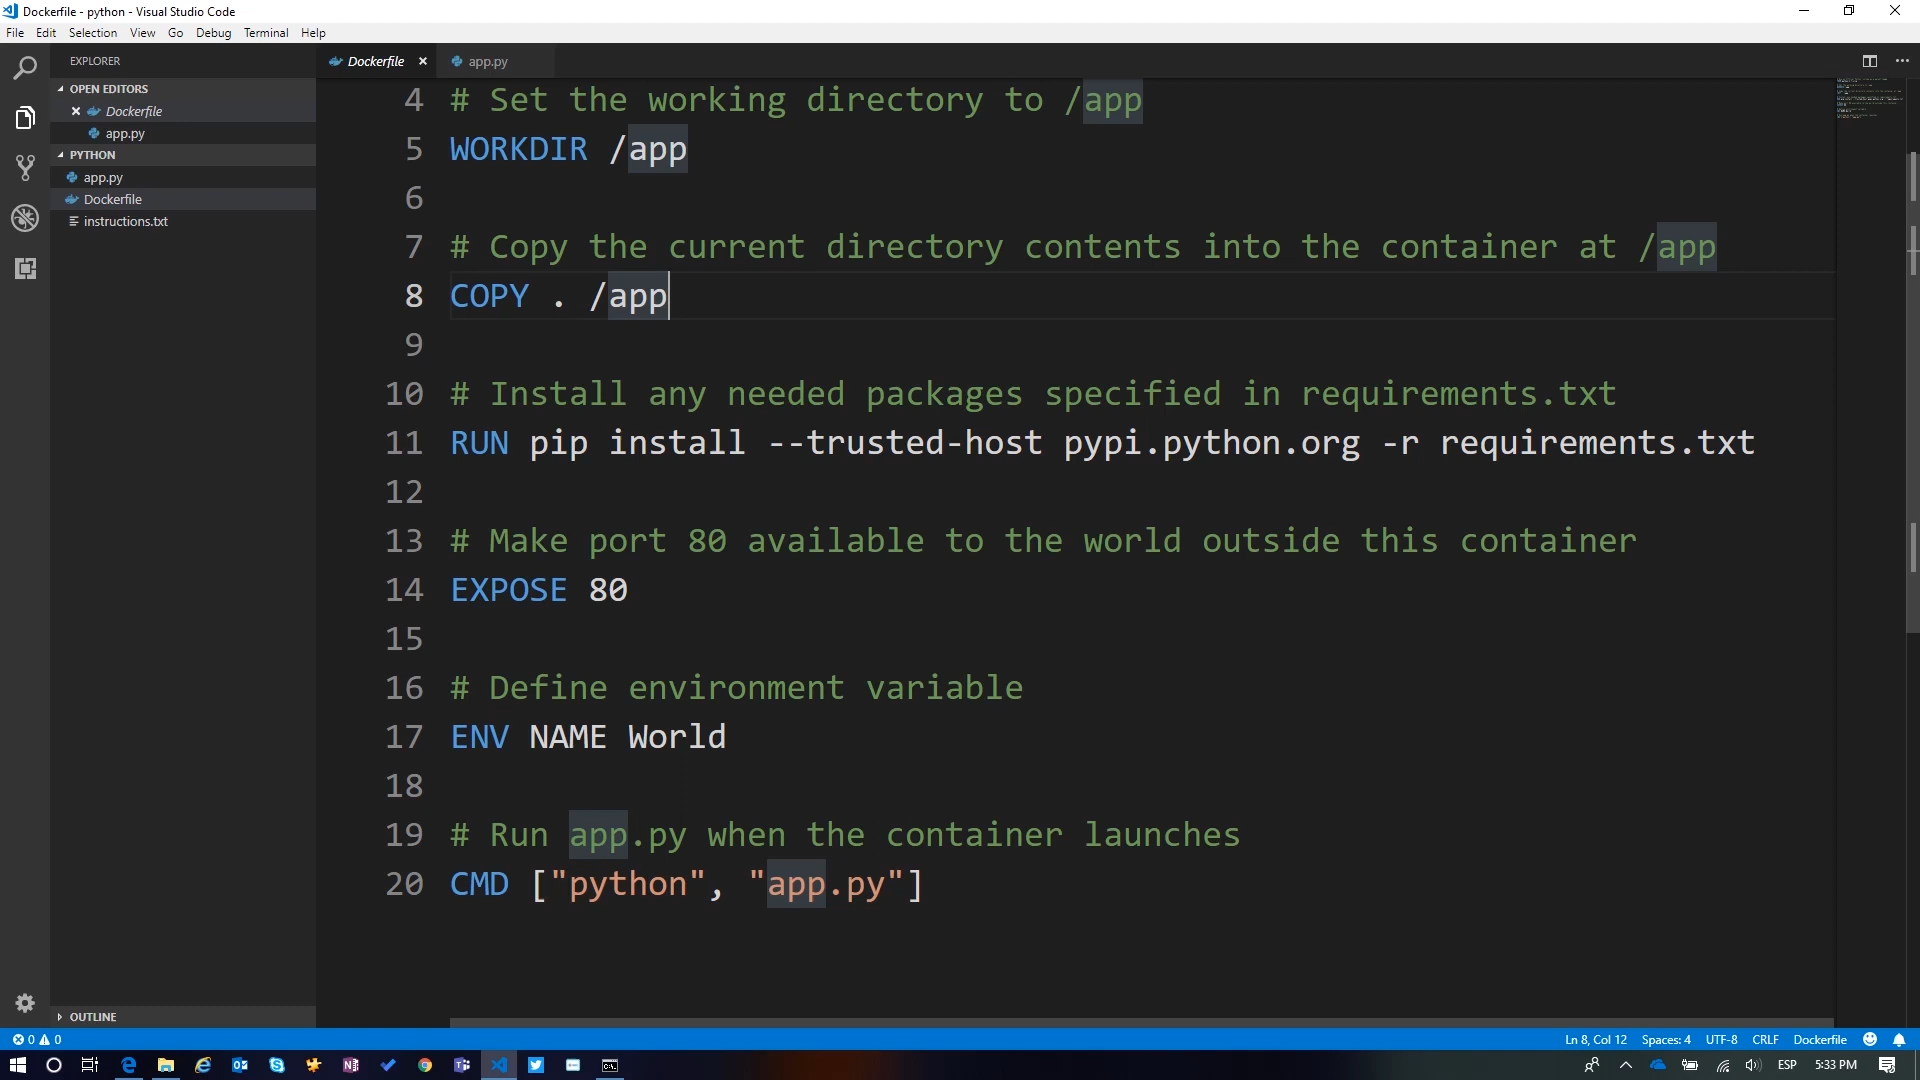 Dockerfile - python - Visual Studio Code
File Edit Selection View Go Debug Terminal Help
EXPLORER
OPEN EDITORS
Dockerfile
app.py
PYTHON
app.py
Dockerfile
instructions.txt
OUTLINE
Dockerfile app.py
4 # Set the working directory to /app
5 WORKDIR /app
6
7 # Copy the current directory contents into the container at /app
8 COPY . /app
9
10 # Install any needed packages specified in requirements.txt
11 RUN pip install --trusted-host pypi.python.org -r requirements.txt
12
13 # Make port 80 available to the world outside this container
14 EXPOSE 80
15
16 # Define environment variable
17 ENV NAME World
18
19 # Run app.py when the container launches
20 CMD ["python", "app.py"]
0 0 Ln 8, Col 12 Spaces: 4 UTF-8 CRLF Dockerfile
ESP 5:33 PM